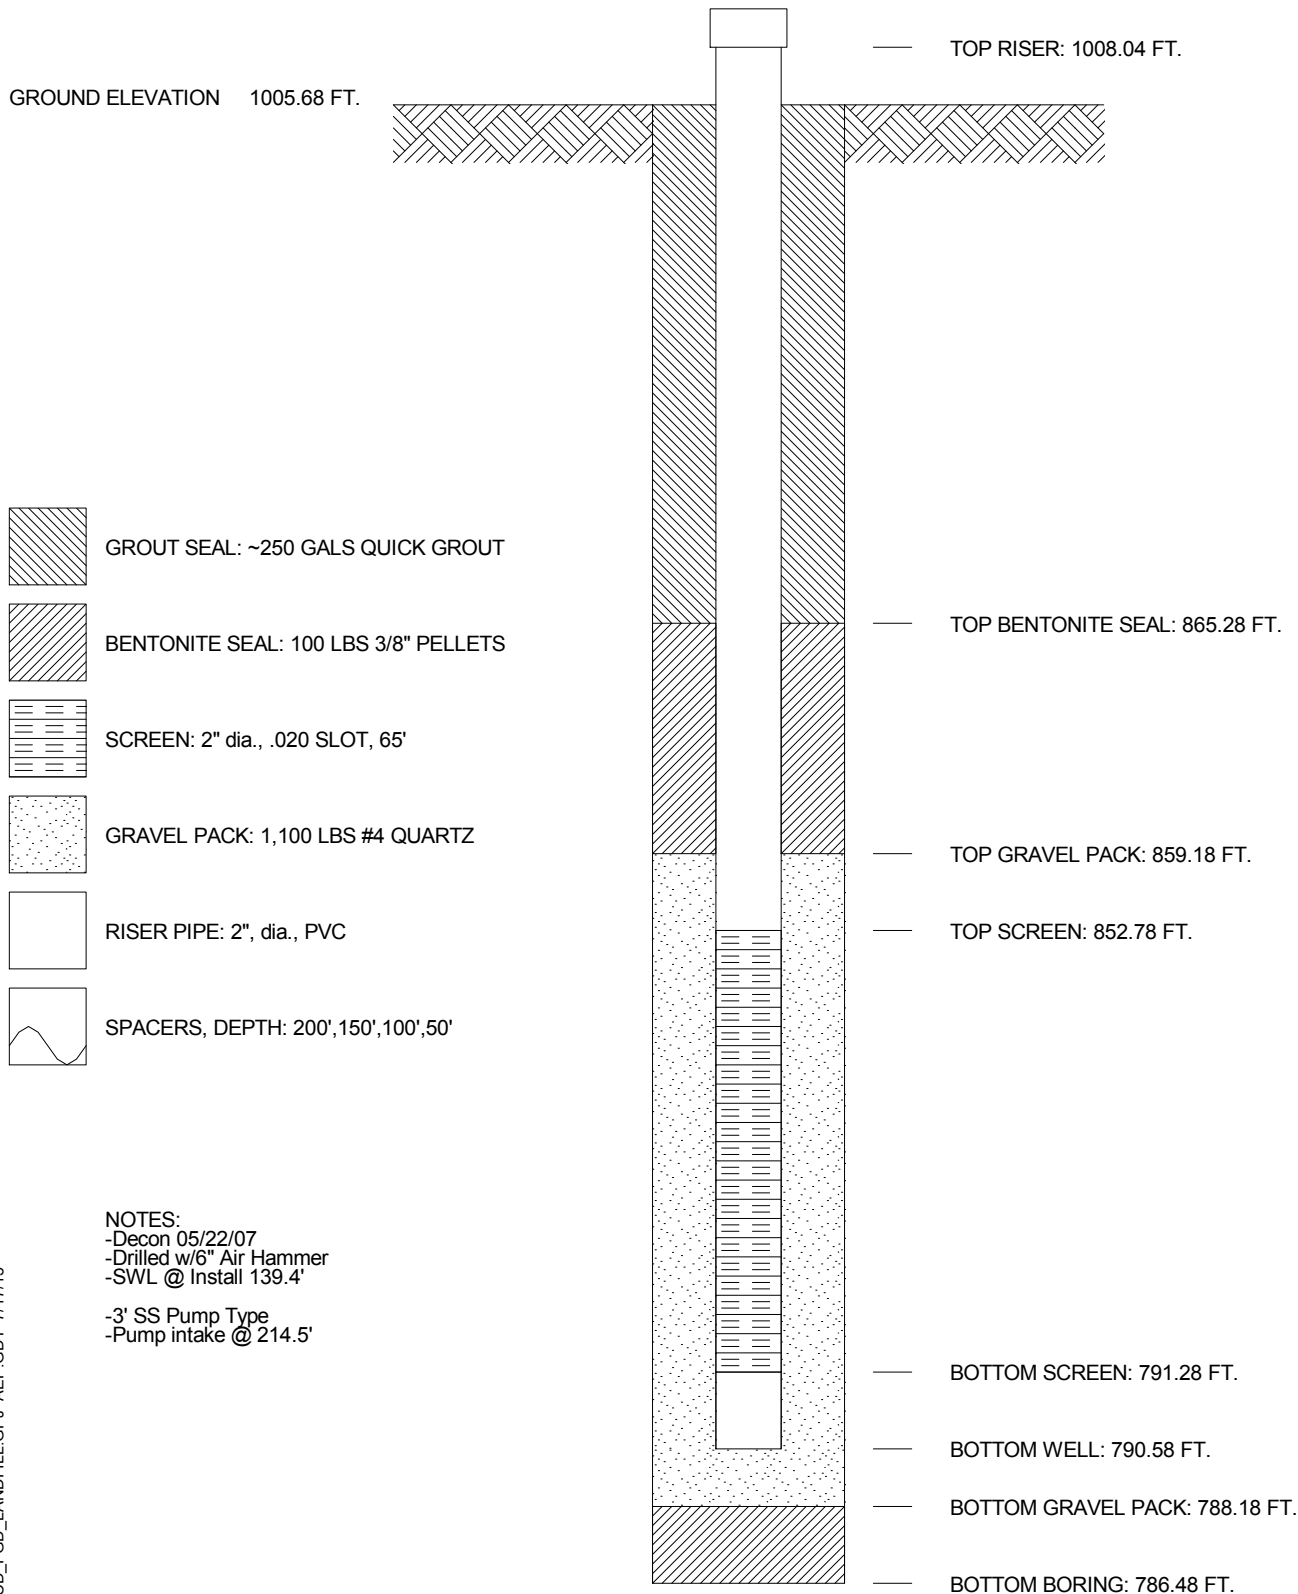 TOP RISER: 1008.04 FT.
GROUND ELEVATION 1005.68 FT.
GROUT SEAL: ~250 GALS QUICK GROUT
TOP BENTONITE SEAL: 865.28 FT.
BENTONITE SEAL: 100 LBS 3/8" PELLETS
SCREEN: 2" dia., .020 SLOT, 65'
GRAVEL PACK: 1,100 LBS #4 QUARTZ
TOP GRAVEL PACK: 859.18 FT.
RISER PIPE: 2", dia., PVC
TOP SCREEN: 852.78 FT.
SPACERS, DEPTH: 200',150',100',50'
NOTES:
-Decon 05/22/07
-Drilled w/6" Air Hammer
-SWL @ Install 139.4'
-3' SS Pump Type
-Pump intake @ 214.5'
BOTTOM SCREEN: 791.28 FT.
BOTTOM WELL: 790.58 FT.
BOTTOM GRAVEL PACK: 788.18 FT.
BOTTOM BORING: 786.48 FT.